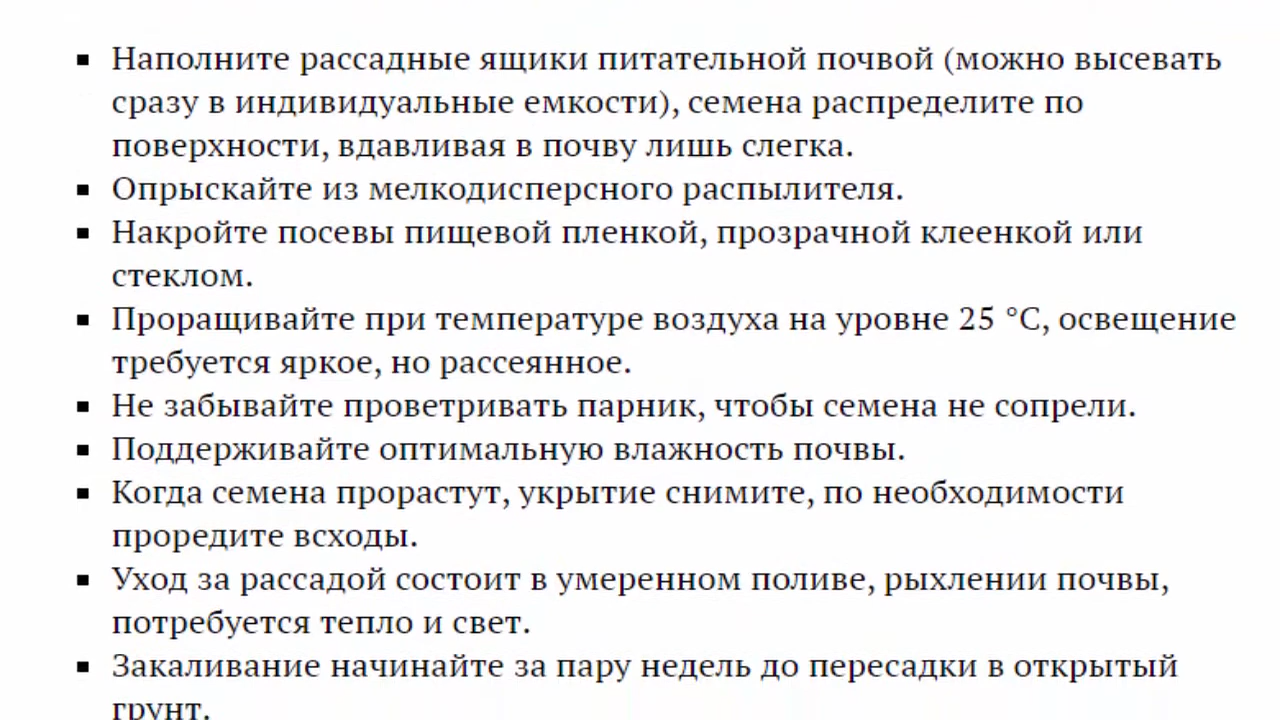 ▪ Наполните рассадные ящики питательной почвой (можно высевать
сразу в индивидуальные емкости), семена распределите по
поверхности, вдавливая в почву лишь слегка.
▪ Опрыскайте из мелкодисперсного распылителя.
▪ Накройте посевы пищевой пленкой, прозрачной клеенкой или
стеклом.
▪ Проращивайте при температуре воздуха на уровне 25 °C, освещение
требуется яркое, но рассеянное.
▪ Не забывайте проветривать парник, чтобы семена не сопрели.
▪ Поддерживайте оптимальную влажность почвы.
▪ Когда семена прорастут, укрытие снимите, по необходимости
проредите всходы.
▪ Уход за рассадой состоит в умеренном поливе, рыхлении почвы,
потребуется тепло и свет.
▪ Закаливание начинайте за пару недель до пересадки в открытый
грунт.